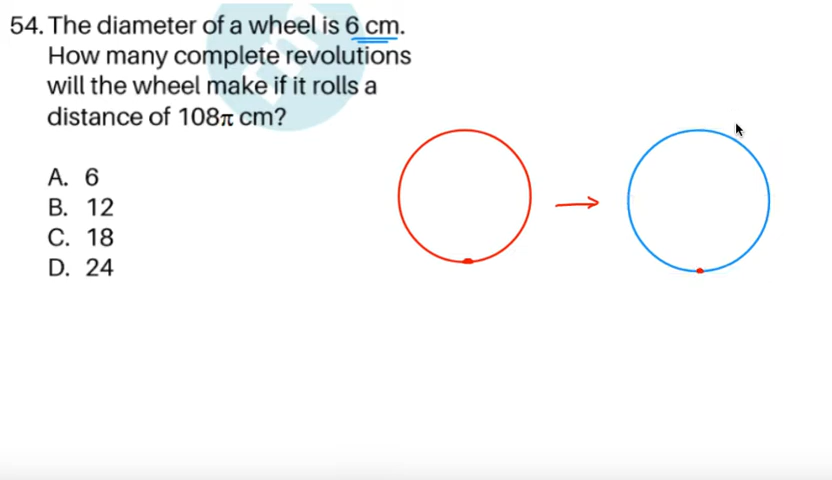 54. The diameter of a wheel is 6 cm.
How many complete revolutions
will the wheel make if it rolls a
distance of 108π cm?
A. 6
B. 12
C. 18
D. 24